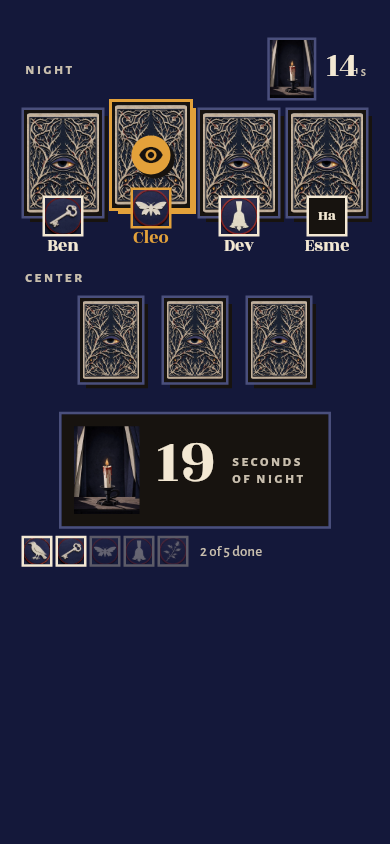 NIGHT
14s
Ben
Cleo
Dev
Ha
Esme
CENTER
19
SECONDS
OF NIGHT
2 of 5 done